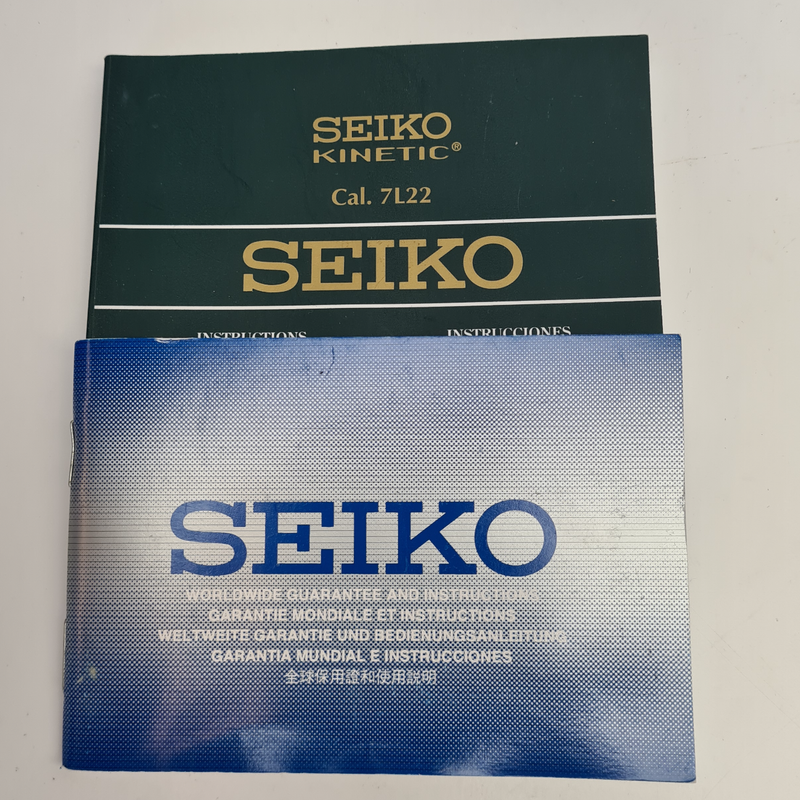 SEIKO
KINETIC®
Cal. 7L22
SEIKO
INSTRUCTIONS INSTRUCCIONES
SEIKO
WORLDWIDE GUARANTEE AND INSTRUCTIONS
GARANTIE MONDIALE ET INSTRUCTIONS
WELTWEITE GARANTIE UND BEDIENUNGSANLEITUNG
GARANTIA MUNDIAL E INSTRUCCIONES
全球保用證和使用説明